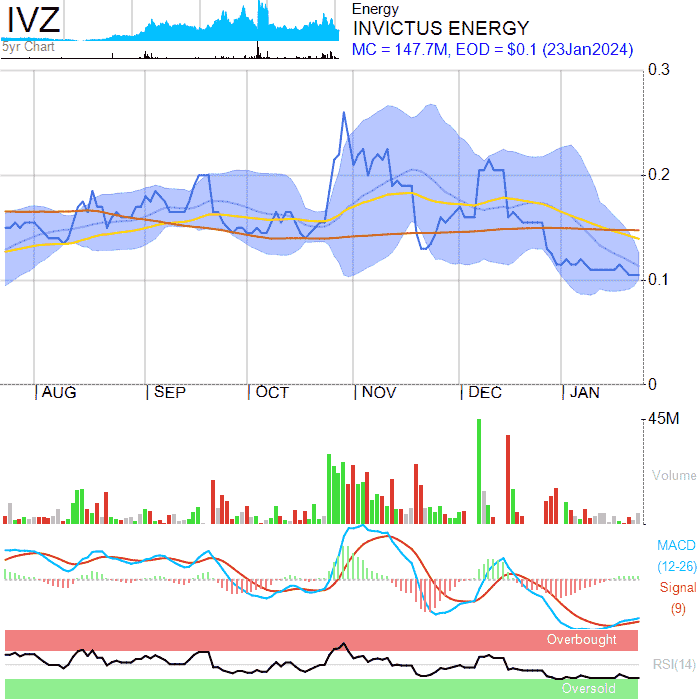 IVZ
5yr Chart
Energy
INVICTUS ENERGY
MC = 147.7M, EOD = $0.1 (23Jan2024)
0.3
0.2
0.1
0
AUG
SEP
OCT
NOV
DEC
JAN
45M
Volume
MACD
(12-26)
Signal
(9)
Overbought
RSI(14)
Oversold